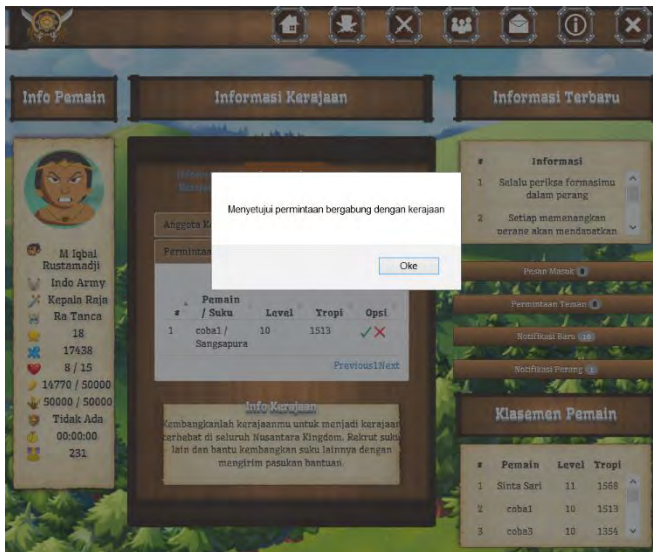 Info Pemain
Informasi Kerajaan
Informasi Terbaru
M Iqbal
Rustamadji
Indo Army
Kepala Raja
Ra Tanca
18
17438
8 / 15
14770 / 50000
50000 / 50000
Tidak Ada
00:00:00
231
Menyetujui permintaan bergabung dengan kerajaan
Oke
Anggota
Permintaan
# Pemain / Suku Level Tropi Opsi
1 coba1 / Sangsapura 10 1513
Previous1Next
Info Kerajaan
Kembangkanlah kerajaanmu untuk menjadi kerajaan
terhebat di seluruh Nusantara Kingdom. Rekrut suku
lain dan bantu kembangkan suku lainnya dengan
mengirim pasukan bantuan.
# Informasi
1 Selalu periksa formasimu
dalam perang
2 Setiap memenangkan
perang akan mendapatkan
Pesan Masuk
Permintaan Teman
Notifikasi Baru
Notifikasi Perang
Klasemen Pemain
# Pemain Level Tropi
1 Sinta Sari 11 1568
2 coba1 10 1513
3 coba3 10 1354